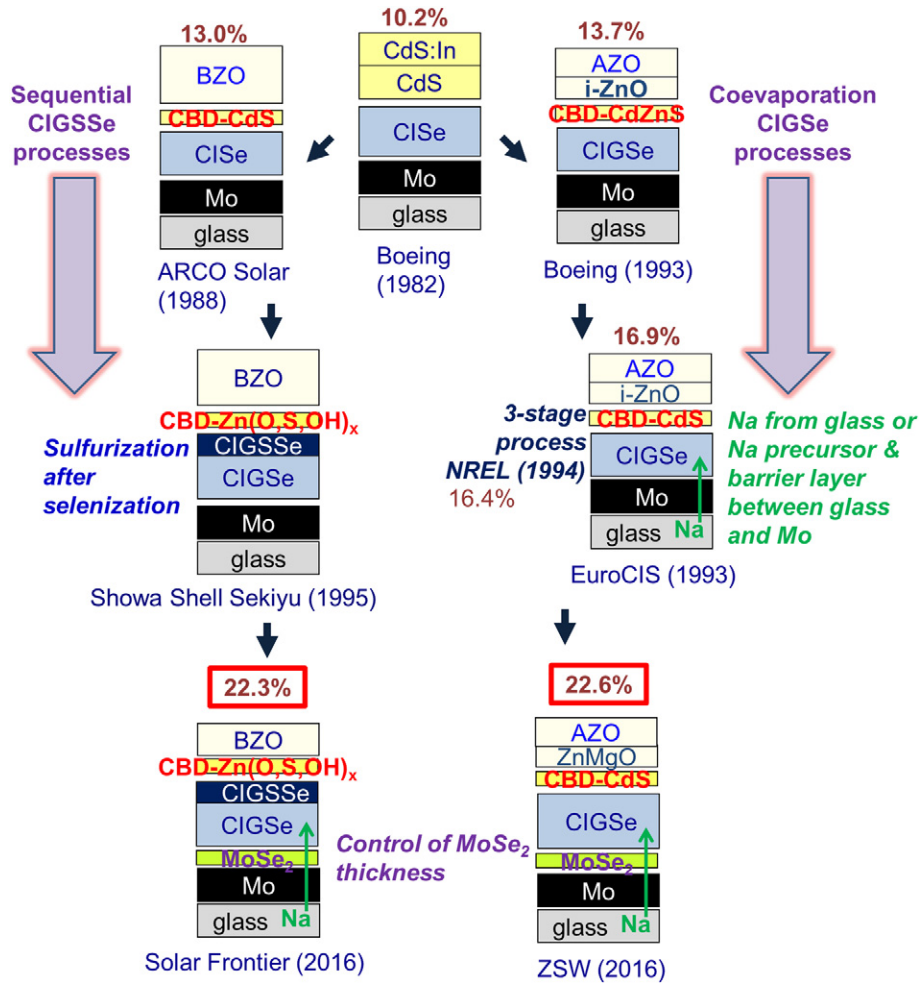 13.0%
10.2%
13.7%
Sequential
CIGSSe
processes
BZO
CBD-CdS
CISe
Mo
glass
ARCO Solar
(1988)
CdS:In
CdS
CISe
Mo
glass
Boeing
(1982)
AZO
i-ZnO
CBD-CdZnS
CIGSe
Mo
glass
Boeing (1993)
Coevaporation
CIGSe
processes
BZO
CBD-Zn(O,S,OH)x
CIGSSe
CIGSe
Mo
glass
Showa Shell Sekiyu (1995)
Sulfurization
after
selenization
16.9%
AZO
i-ZnO
CBD-CdS
CIGSe
Mo
glass Na
EuroCIS (1993)
3-stage
process
NREL (1994)
16.4%
Na from glass or
Na precursor &
barrier layer
between glass
and Mo
22.3%
BZO
CBD-Zn(O,S,OH)x
CIGSSe
CIGSe
MoSe2
Mo
glass Na
Solar Frontier (2016)
Control of MoSe2
thickness
22.6%
AZO
ZnMgO
CBD-CdS
CIGSe
MoSe2
Mo
glass Na
ZSW (2016)